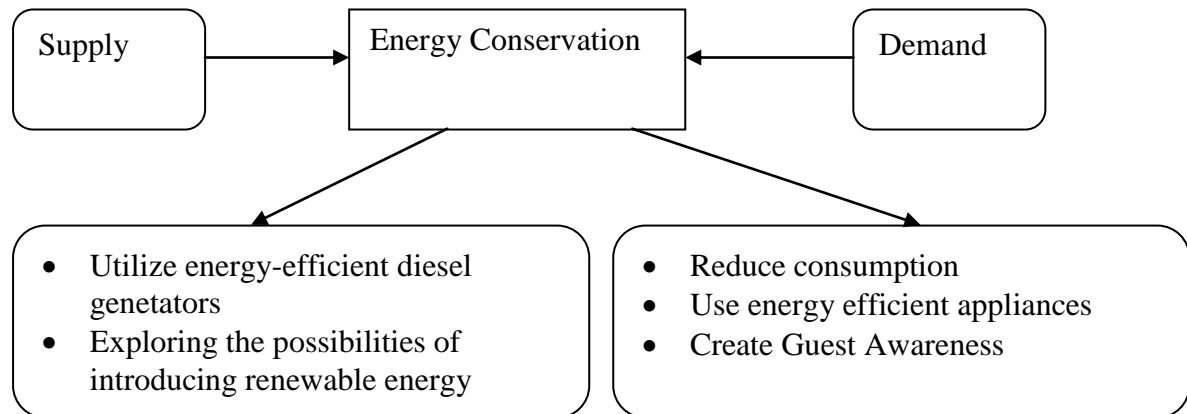 Supply
Energy Conservation
Demand
• Utilize energy-efficient diesel
genetators
• Exploring the possibilities of
introducing renewable energy
• Reduce consumption
• Use energy efficient appliances
• Create Guest Awareness